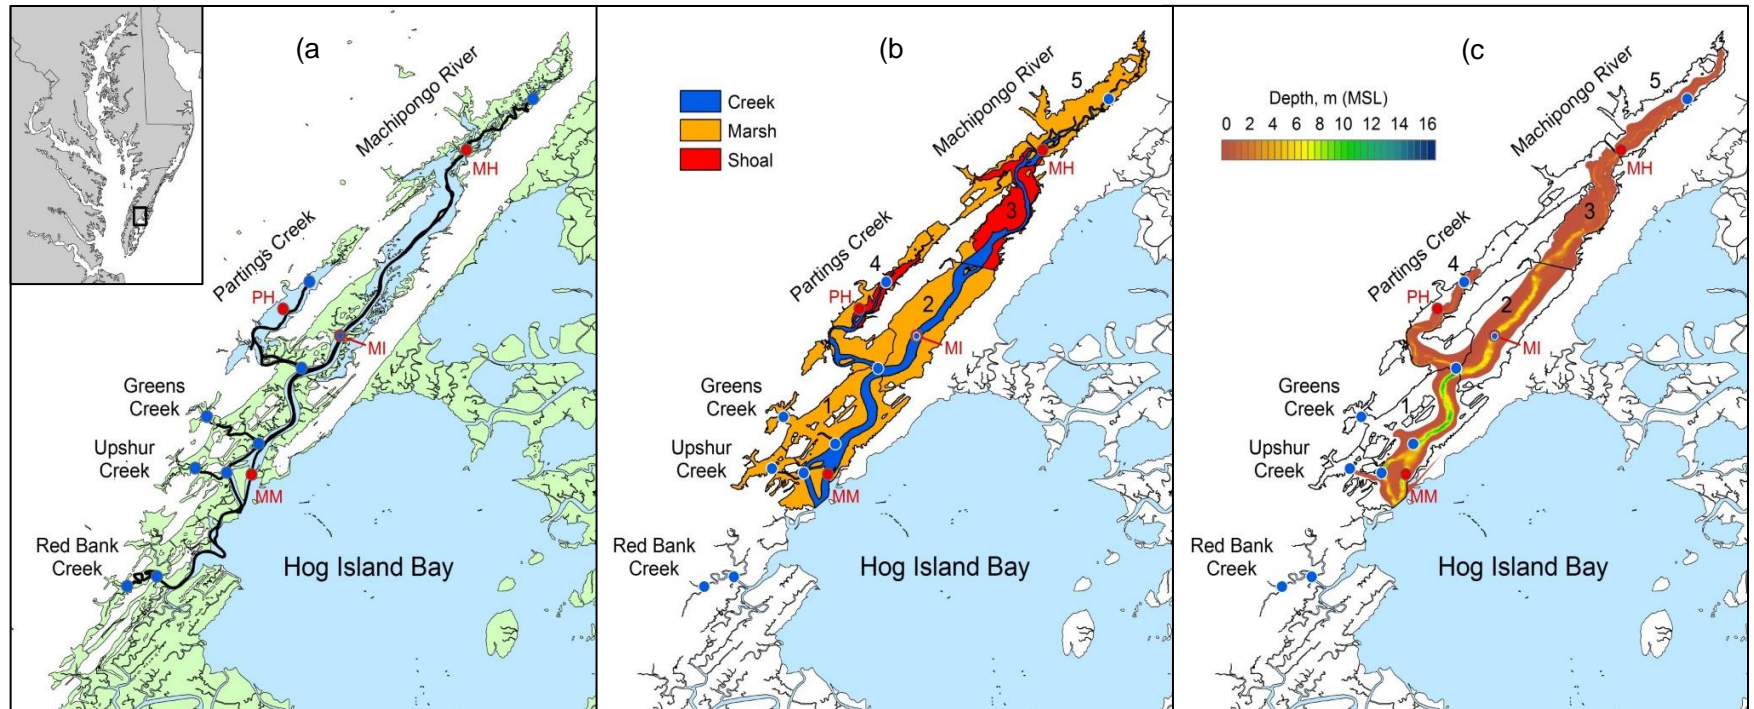 (a)
Machipongo River
MH
Partings Creek
PH
MI
Greens
Creek
Upshur
Creek
MM
Red Bank
Creek
Hog Island Bay
(b)
Creek
Marsh
Shoal
5
Machipongo River
MH
3
Partings Creek
4
PH
2
MI
Greens
Creek
1
Upshur
Creek
MM
Red Bank
Creek
Hog Island Bay
(c)
Depth, m (MSL)
0 2 4 6 8 10 12 14 16
5
Machipongo River
MH
3
Partings Creek
4
PH
2
MI
Greens
Creek
1
Upshur
Creek
MM
Red Bank
Creek
Hog Island Bay